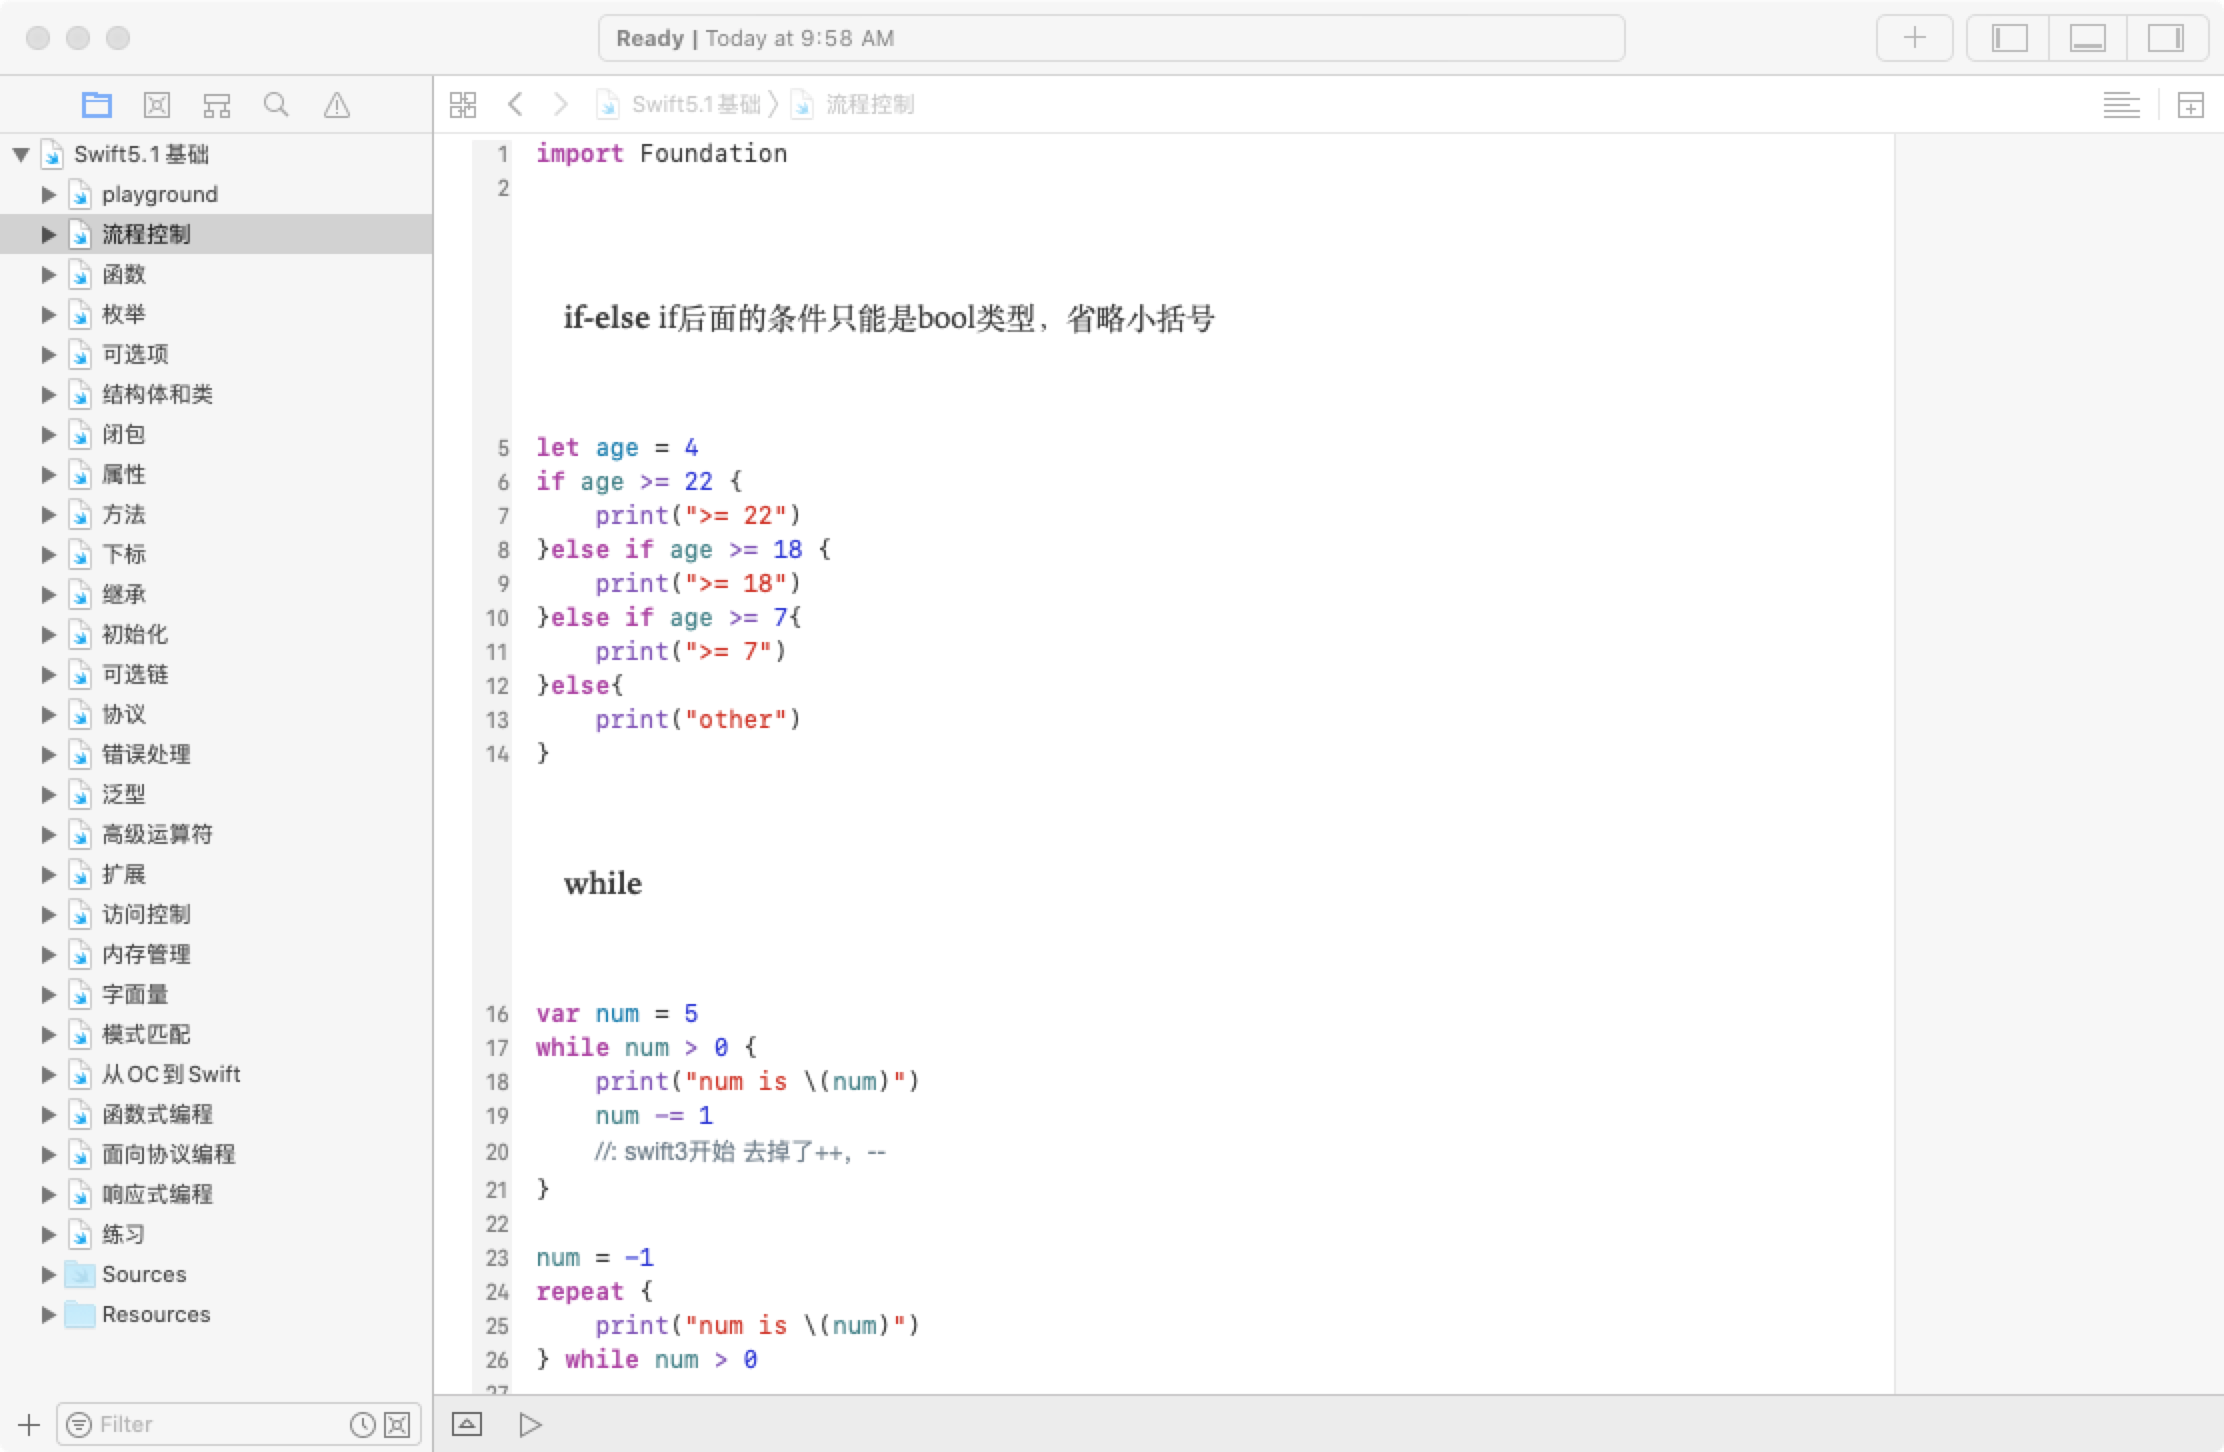 Ready | Today at 9:58 AM
Swift5.1基础
playground
流程控制
函数
枚举
可选项
结构体和类
闭包
属性
方法
下标
继承
初始化
可选链
协议
错误处理
泛型
高级运算符
扩展
访问控制
内存管理
字面量
模式匹配
从OC到Swift
函数式编程
面向协议编程
响应式编程
练习
Sources
Resources
Filter
Swift5.1基础 〉 流程控制
1 import Foundation
2
if-else if后面的条件只能是bool类型，省略小括号
5 let age = 4
6 if age >= 22 {
7     print(">= 22")
8 }else if age >= 18 {
9     print(">= 18")
10 }else if age >= 7{
11     print(">= 7")
12 }else{
13     print("other")
14 }
while
16 var num = 5
17 while num > 0 {
18     print("num is \(num)")
19     num -= 1
20     //: swift3开始 去掉了++，--
21 }
22
23 num = -1
24 repeat {
25     print("num is \(num)")
26 } while num > 0
27